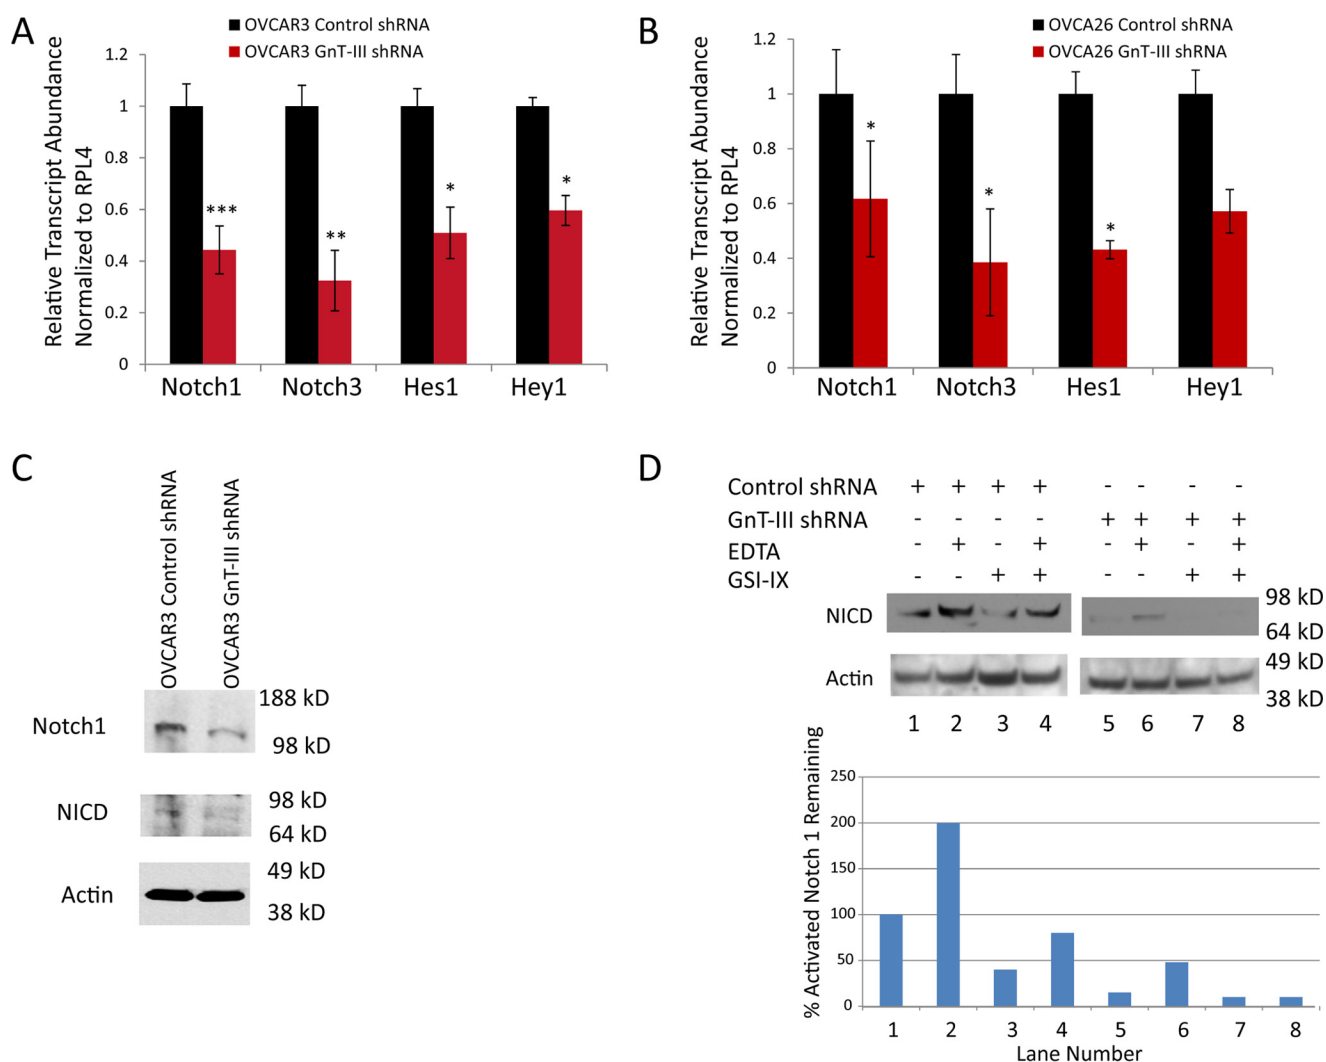 A
OVCAR3 Control shRNA
OVCAR3 GnT-III shRNA
Relative Transcript Abundance
Normalized to RPL4
1.2
1
0.8
0.6
0.4
0.2
0
***
**
*
*
Notch1 Notch3 Hes1 Hey1
B
OVCA26 Control shRNA
OVCA26 GnT-III shRNA
Relative Transcript Abundance
Normalized to RPL4
1.2
1
0.8
0.6
0.4
0.2
0
*
*
*
Notch1 Notch3 Hes1 Hey1
C
OVCAR3 Control shRNA
OVCAR3 GnT-III shRNA
Notch1
188 kD
98 kD
NICD
98 kD
64 kD
Actin
49 kD
38 kD
D
Control shRNA + + + + - - - -
GnT-III shRNA - - - - + + + +
EDTA - + - + - + - +
GSI-IX - - + + - - + +
NICD
98 kD
64 kD
Actin
49 kD
38 kD
1 2 3 4 5 6 7 8
% Activated Notch 1 Remaining
250
200
150
100
50
0
1 2 3 4 5 6 7 8
Lane Number